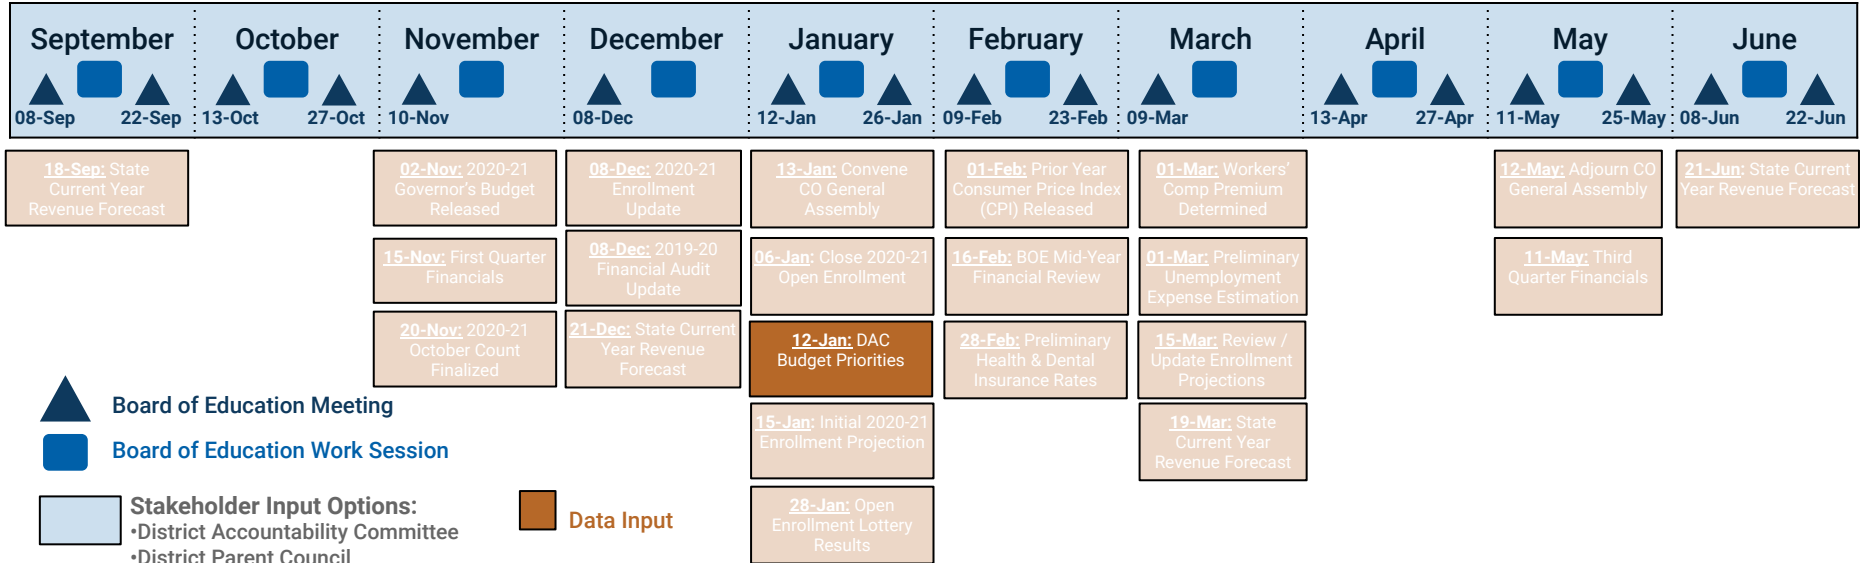 September
October
November
December
January
February
March
April
May
June
08-Sep
22-Sep
13-Oct
27-Oct
10-Nov
08-Dec
12-Jan
26-Jan
09-Feb
23-Feb
09-Mar
13-Apr
27-Apr
11-May
25-May
08-Jun
22-Jun
18-Sep: State
Current Year
Revenue Forecast
02-Nov: 2020-21
Governor's Budget
Released
15-Nov: First Quarter
Financials
20-Nov: 2020-21
October Count
Finalized
08-Dec: 2020-21
Enrollment
Update
08-Dec: 2019-20
Financial Audit
Update
21-Dec: State Current
Year Revenue
Forecast
13-Jan: Convene
CO General
Assembly
06-Jan: Close 2020-21
Open Enrollment
12-Jan: DAC
Budget Priorities
15-Jan: Initial 2020-21
Enrollment Projection
28-Jan: Open
Enrollment Lottery
Results
01-Feb: Prior Year
Consumer Price Index
(CPI) Released
16-Feb: BOE Mid-Year
Financial Review
28-Feb: Preliminary
Health & Dental
Insurance Rates
01-Mar: Workers'
Comp Premium
Determined
01-Mar: Preliminary
Unemployment
Expense Estimation
15-Mar: Review /
Update Enrollment
Projections
19-Mar: State
Current Year
Revenue Forecast
12-May: Adjourn CO
General Assembly
11-May: Third
Quarter Financials
21-Jun: State Current
Year Revenue Forecast
Board of Education Meeting
Board of Education Work Session
Stakeholder Input Options:
•District Accountability Committee
•District Parent Council
Data Input